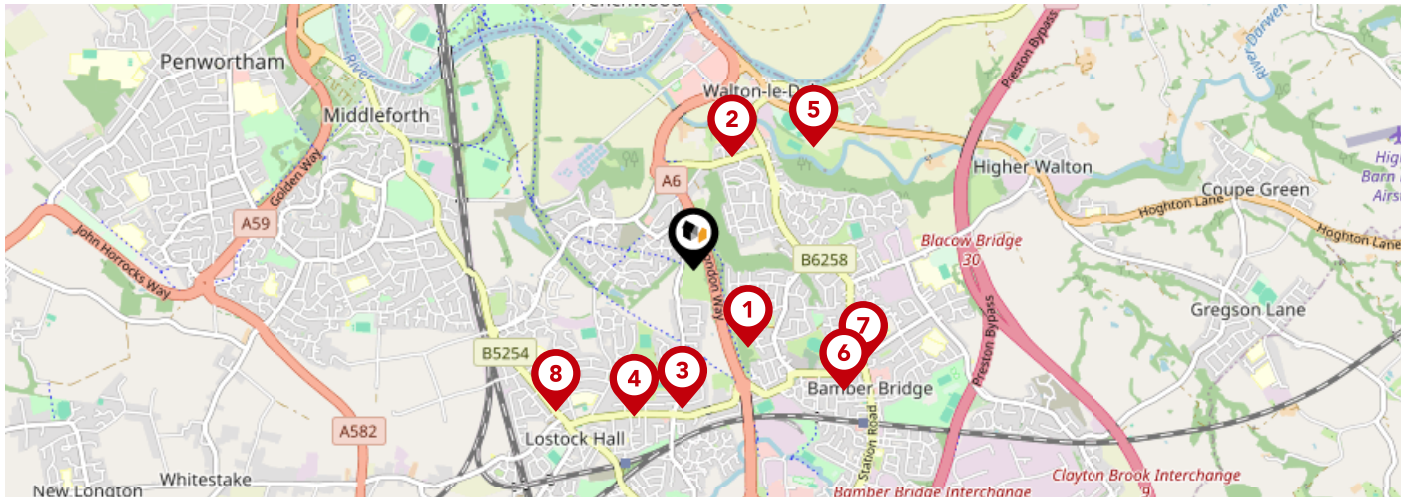 Penwortham
River
Middleforth
Golden Way
A59
John Horrocks Way
A582
Whitestake
New Longton
B5254
Lostock Hall
8
4
3
A6
London Way
1
Walton-le-D
2
5
B6258
7
6
Bamber Bridge
Station Road
Preston Bypass
River Darwen
Higher Walton
Coupe Green
Hoghton Lane
Hoghton Lane
Blacow Bridge
30
Gregson Lane
Preston Bypass
Clayton Brook Interchange
9
Bamber Bridge Interchange